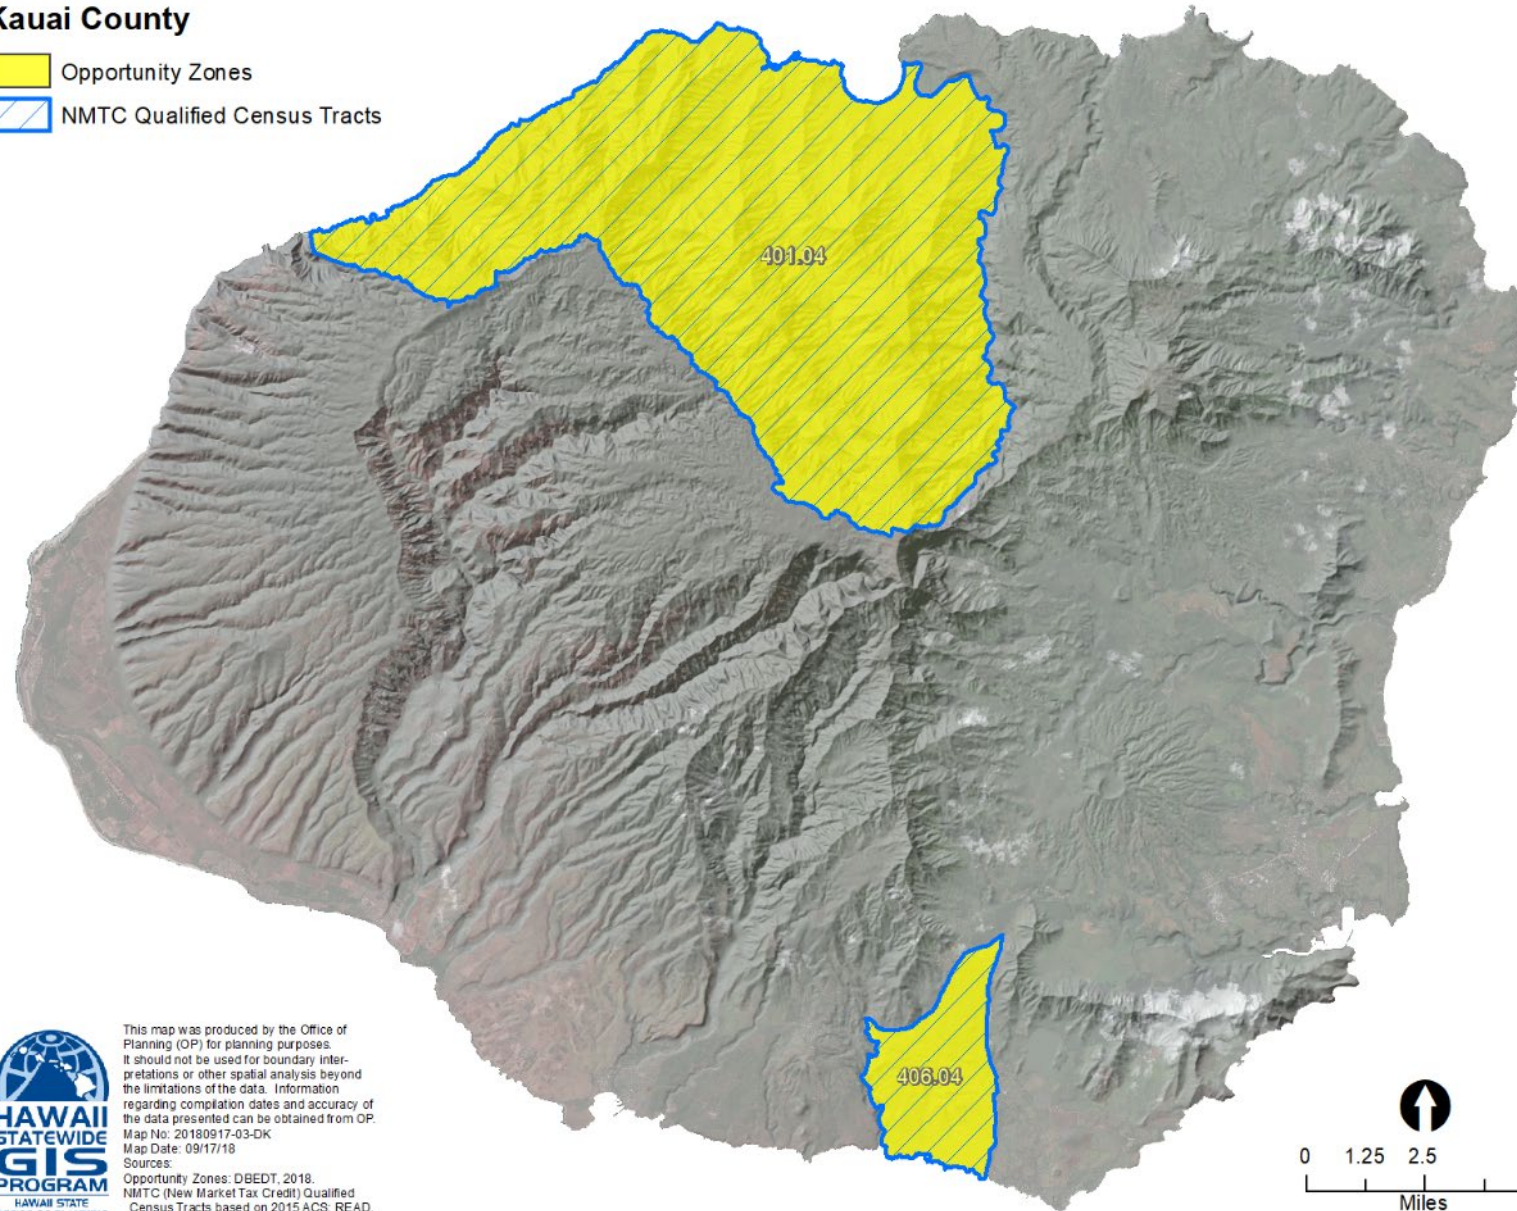 Kauai County
Opportunity Zones
NMTC Qualified Census Tracts
401.04
406.04
This map was produced by the Office of
Planning (OP) for planning purposes.
It should not be used for boundary inter-
pretations or other spatial analysis beyond
the limitations of the data. Information
regarding compilation dates and accuracy of
the data presented can be obtained from OP.
Map No: 20180917-03-DK
Map Date: 09/17/18
Sources:
Opportunity Zones: DBEDT, 2018.
NMTC (New Market Tax Credit) Qualified
Census Tracts based on 2015 ACS: READ,
HAWAII
STATEWIDE
GIS
PROGRAM
HAWAII STATE
0 1.25 2.5
Miles